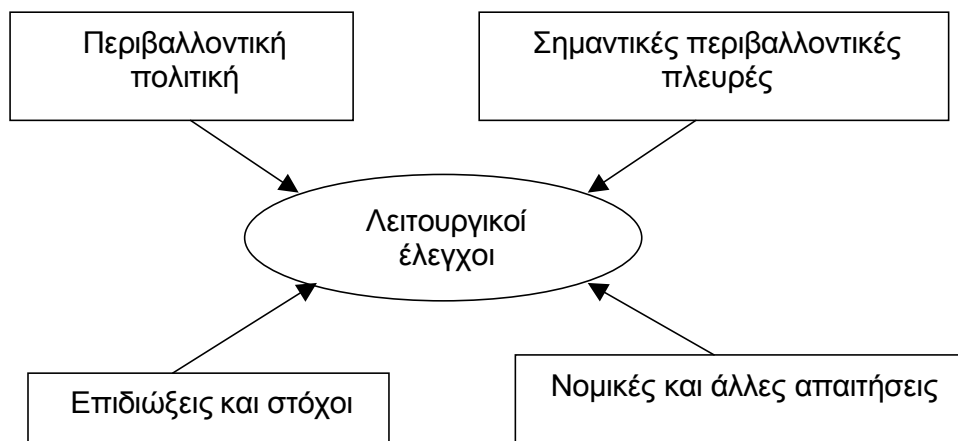 Περιβαλλοντική
πολιτική
Σημαντικές περιβαλλοντικές
πλευρές
Λειτουργικοί
έλεγχοι
Επιδιώξεις και στόχοι
Νομικές και άλλες απαιτήσεις